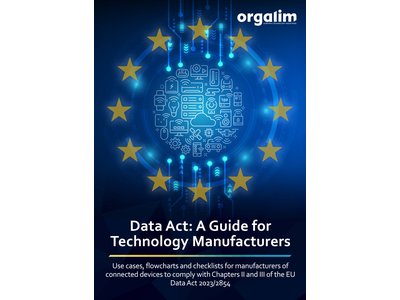 orgalim
Data Act: A Guide for
Technology Manufacturers
Use cases, flowcharts and checklists for manufacturers of
connected devices to comply with Chapters II and III of the EU
Data Act 2023/2854